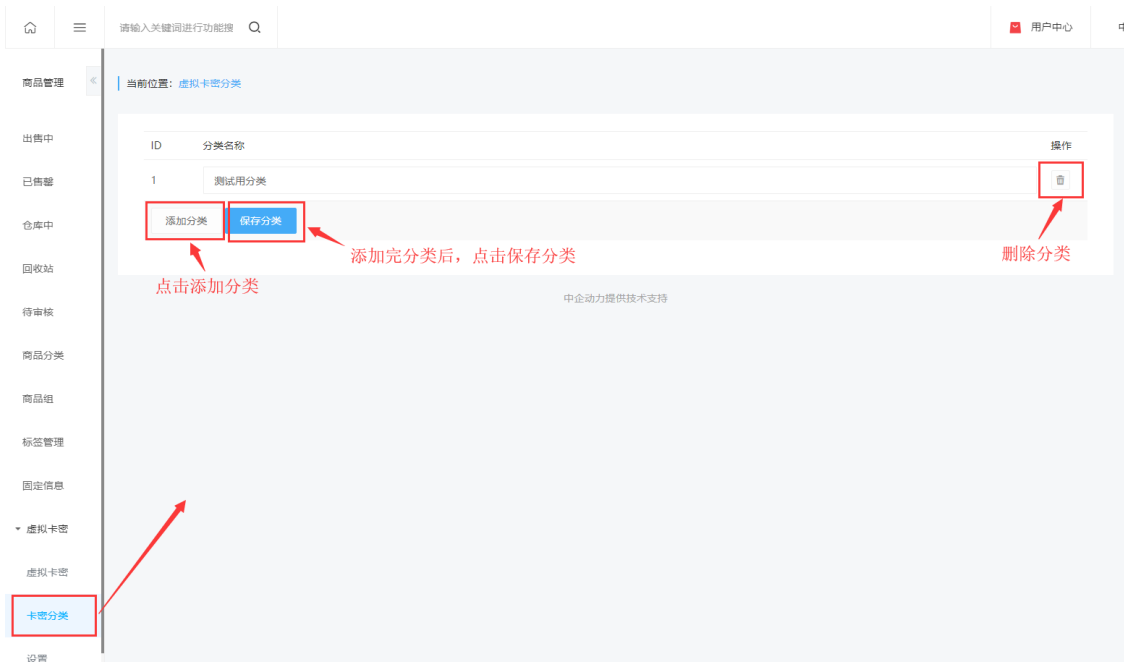 请输入关键词进行功能搜
用户中心
商品管理
当前位置：虚拟卡密分类
出售中
已售罄
仓库中
回收站
待审核
商品分类
商品组
标签管理
固定信息
虚拟卡密
虚拟卡密
卡密分类
设置
ID 分类名称 操作
1 测试用分类
添加分类 保存分类
添加完分类后，点击保存分类
删除分类
点击添加分类
中企动力提供技术支持